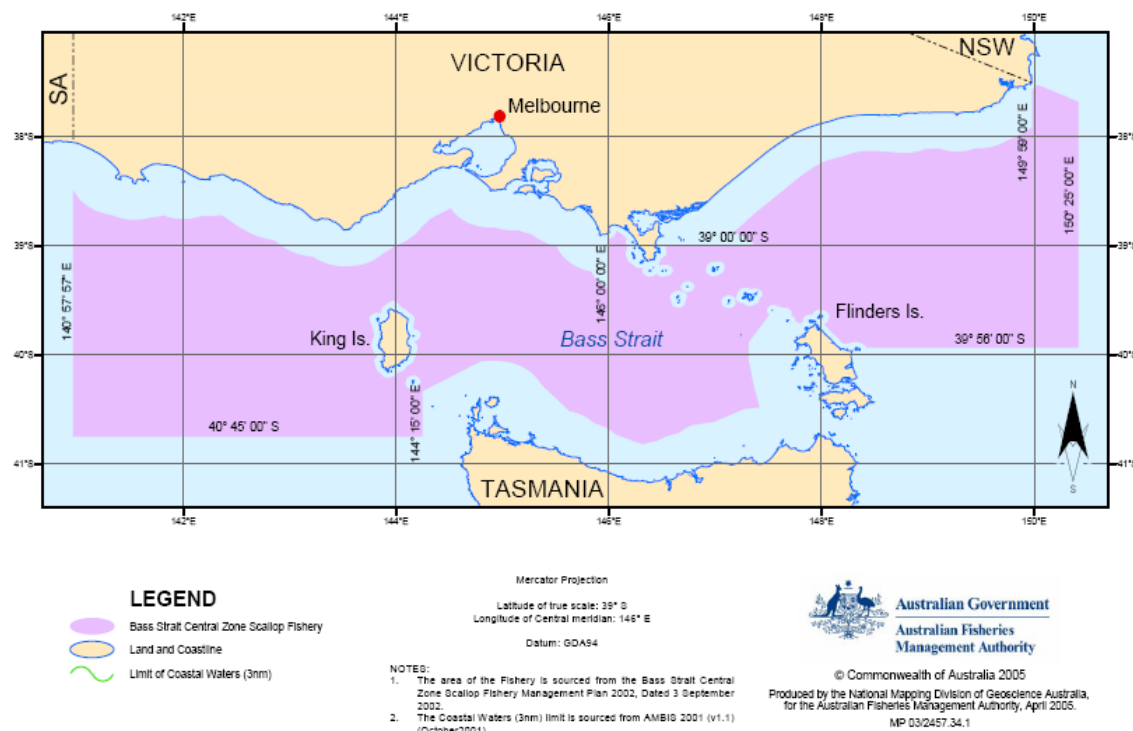 142°E 144°E 146°E 148°E 150°E
SA
VICTORIA
NSW
Melbourne
38°S 38°S
149° 59' 00" E
150° 25' 00" E
39° 00' 00" S
39°S 39°S
140° 57' 57" E
146° 00' 00" E
King Is.
Bass Strait
Flinders Is.
39° 56' 00" S
40°S 40°S
N
S
144° 15' 00" E
40° 45' 00" S
41°S 41°S
TASMANIA
142°E 144°E 146°E 148°E 150°E
LEGEND
Bass Strait Central Zone Scallop Fishery
Land and Coastline
Limit of Coastal Waters (3nm)
Mercator Projection
Latitude of true scale: 39° S
Longitude of Central meridian: 146° E
Datum: GDA94
NOTES:
1. The area of the Fishery is sourced from the Bass Strait Central
Zone Scallop Fishery Management Plan 2002, Dated 3 September
2002.
2. The Coastal Waters (3nm) limit is sourced from AMBIS 2001 (v1.1)
(October2001)
Australian Government
Australian Fisheries
Management Authority
© Commonwealth of Australia 2005
Produced by the National Mapping Division of Geoscience Australia,
for the Australian Fisheries Management Authority, April 2005.
MP 03/2457.34.1